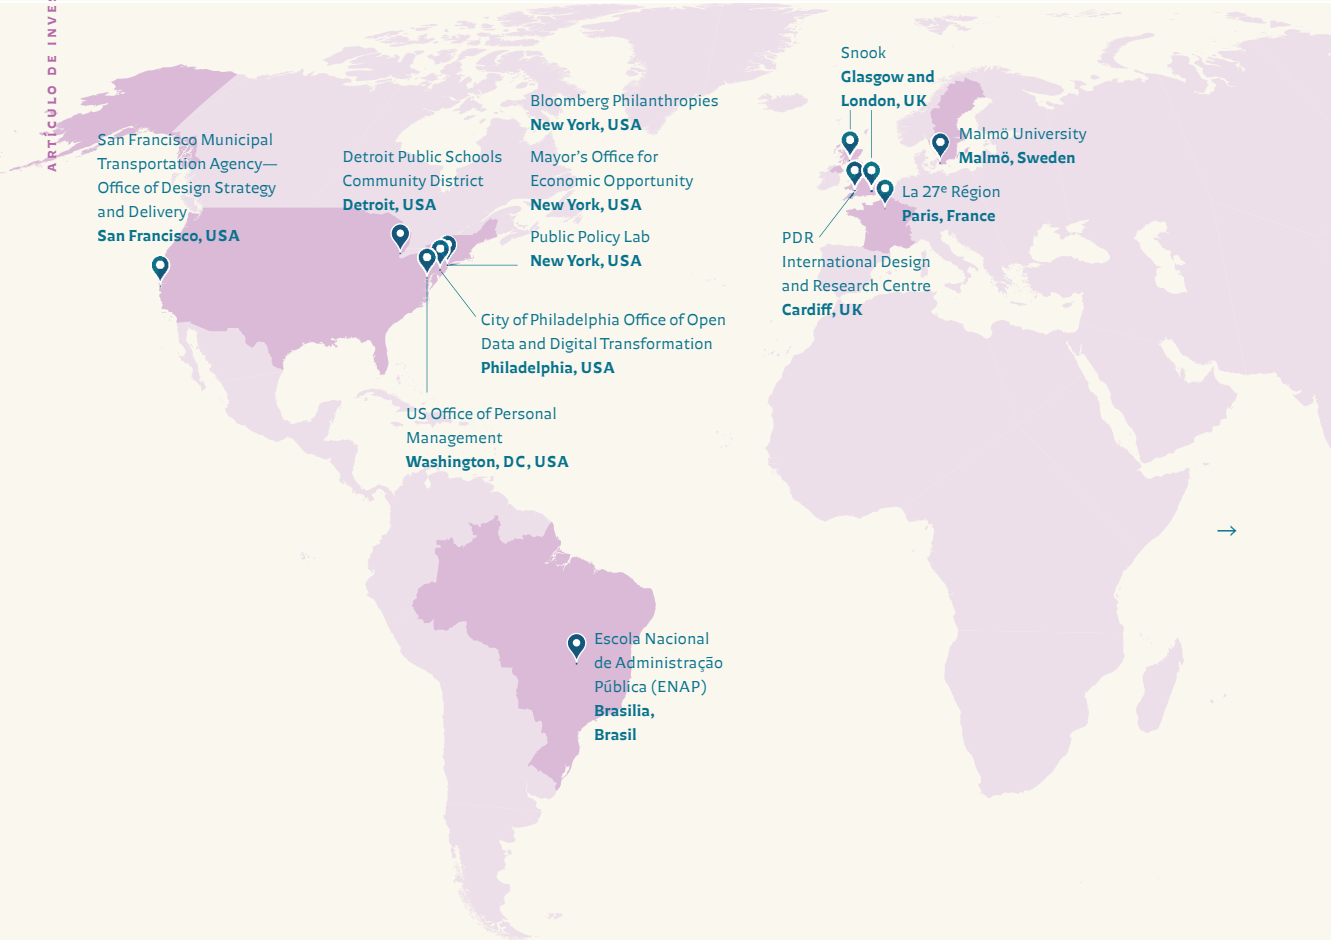 ARTÍCULO DE
San Francisco Municipal
Transportation Agency—
Office of Design Strategy
and Delivery
San Francisco, USA
Detroit Public Schools
Community District
Detroit, USA
Bloomberg Philanthropies
New York, USA
Mayor’s Office for
Economic Opportunity
New York, USA
Public Policy Lab
New York, USA
City of Philadelphia Office of Open
Data and Digital Transformation
Philadelphia, USA
US Office of Personal
Management
Washington, DC, USA
Escola Nacional
de Administração
Pública (ENAP)
Brasilia,
Brasil
Snook
Glasgow and
London, UK
Malmö University
Malmö, Sweden
La 27ᵉ Région
Paris, France
PDR
International Design
and Research Centre
Cardiff, UK
→